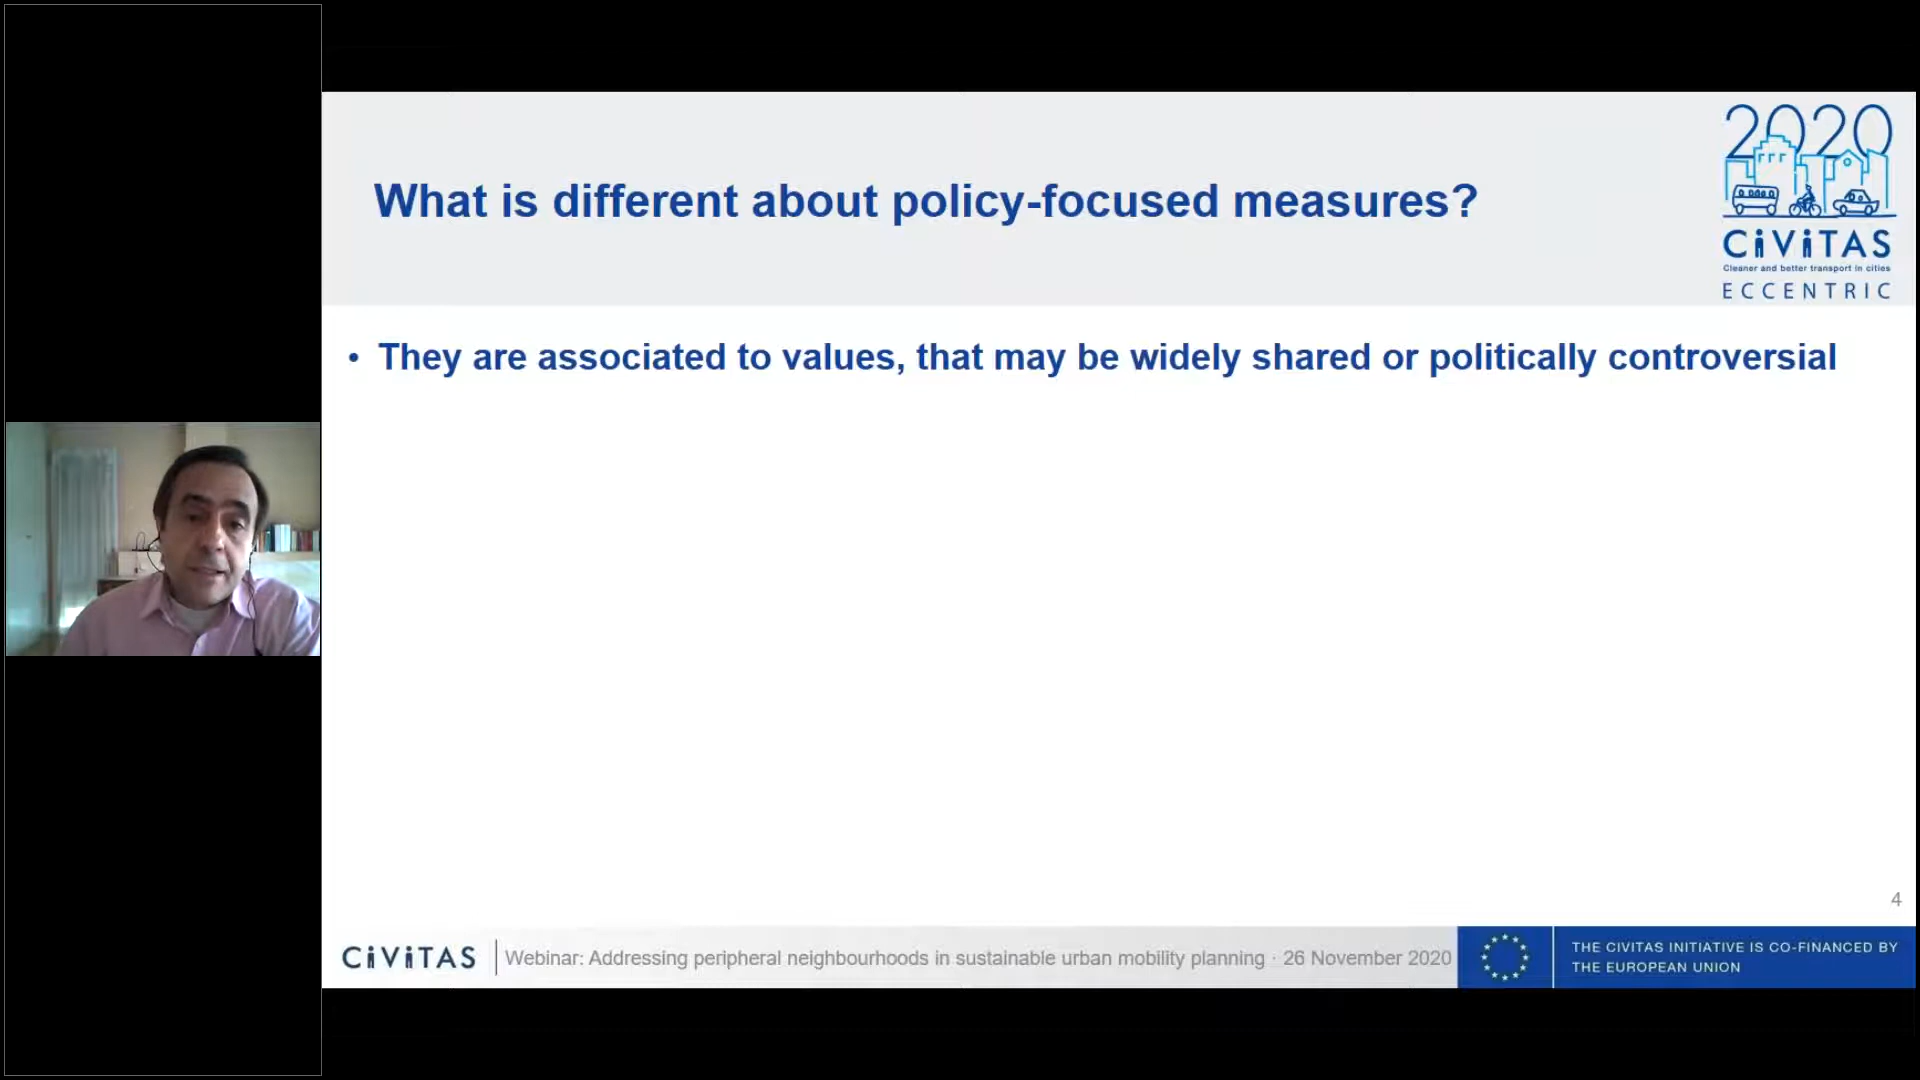 What is different about policy-focused measures?
2020
CiViTAS
Cleaner and better transport in cities
ECCENTRIC
• They are associated to values, that may be widely shared or politically controversial
4
CiViTAS
Webinar: Addressing peripheral neighbourhoods in sustainable urban mobility planning · 26 November 2020
THE CIVITAS INITIATIVE IS CO-FINANCED BY
THE EUROPEAN UNION